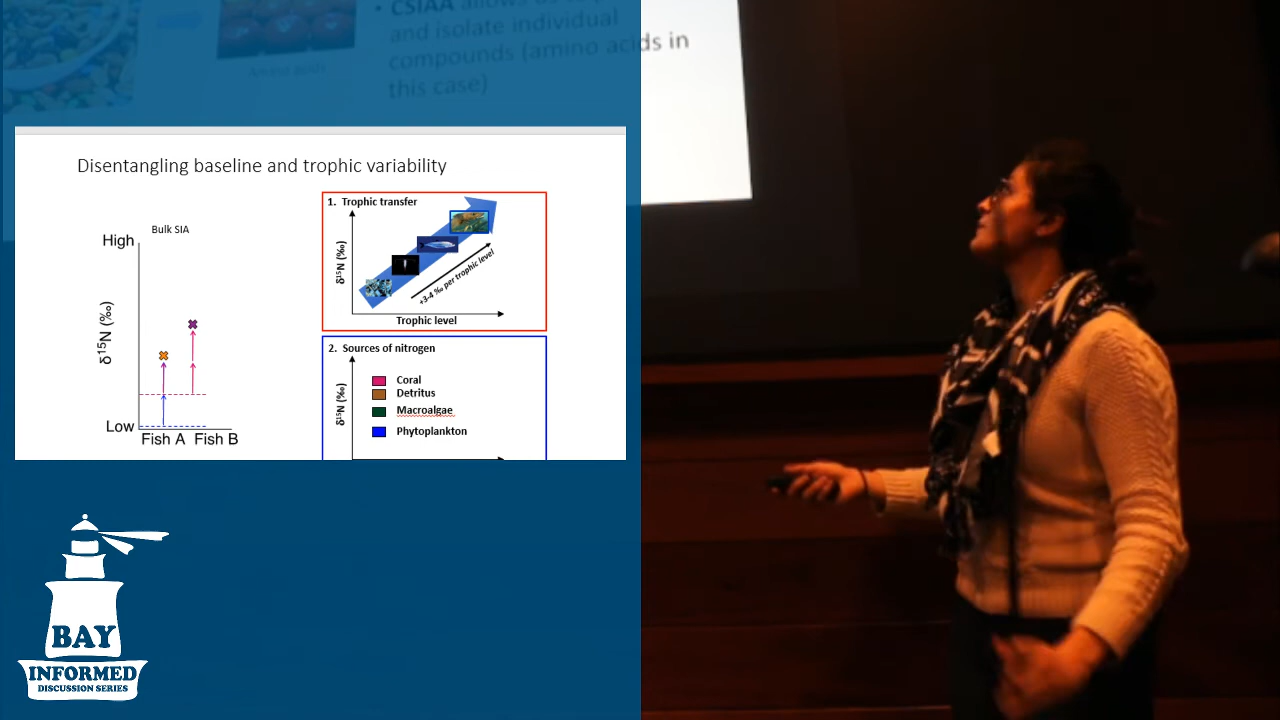 • CSIAA allows us to
and isolate individual
compounds (amino acids in
this case)
Amino acids
Disentangling baseline and trophic variability
Bulk SIA
High
δ¹⁵N (‰)
Low
Fish A Fish B
1. Trophic transfer
δ¹⁵N (‰)
+3-4 ‰ per trophic level
Trophic level
2. Sources of nitrogen
δ¹⁵N (‰)
Coral
Detritus
Macroalgae
Phytoplankton
BAY
INFORMED
DISCUSSION SERIES